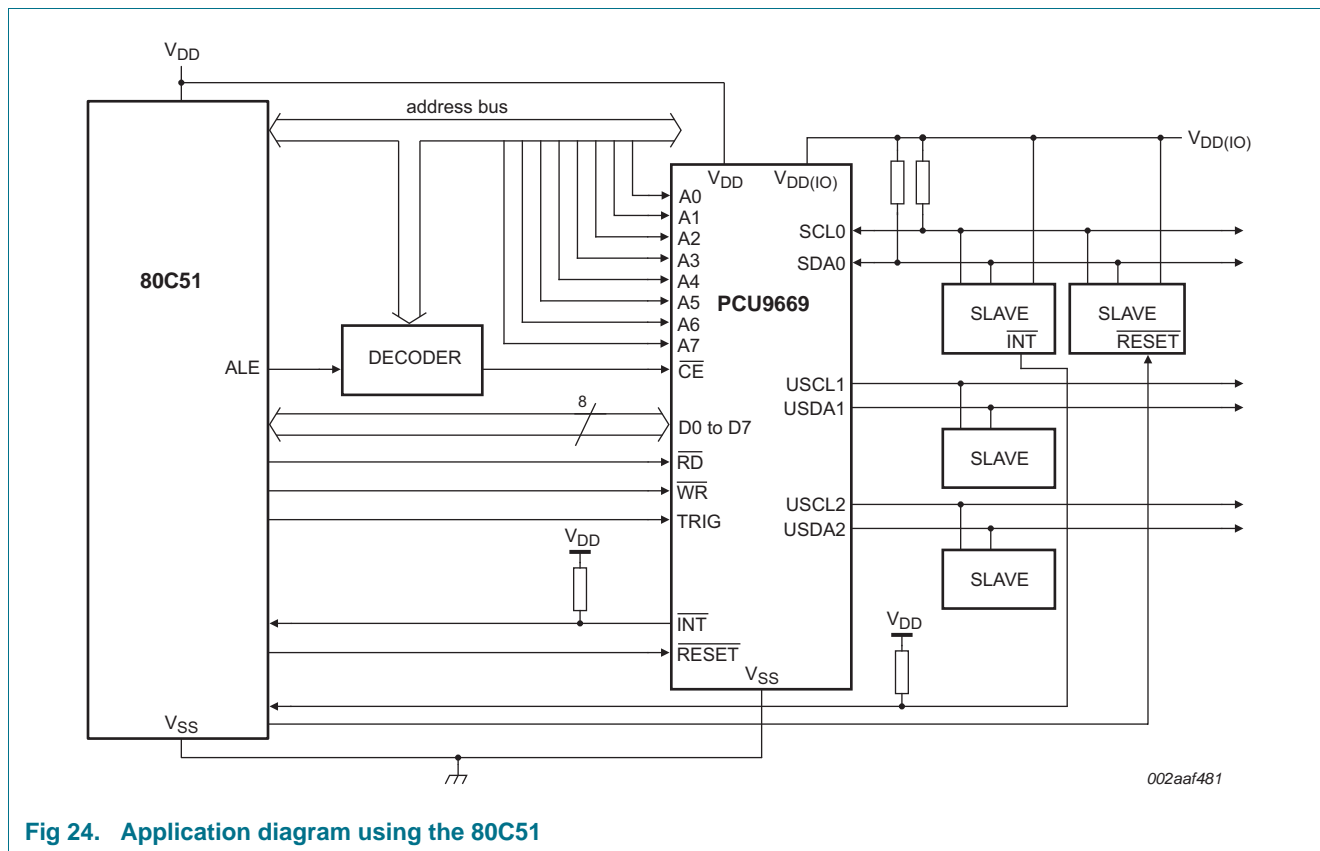 VDD
address bus
80C51
ALE
DECODER
VSS
8
VDD
VDD VDD(IO)
A0
A1
A2
A3
A4
A5
A6
A7
CE
D0 to D7
RD
WR
TRIG
INT
RESET
VSS
PCU9669
SCL0
SDA0
USCL1
USDA1
USCL2
USDA2
VDD(IO)
SLAVE
INT
SLAVE
RESET
SLAVE
SLAVE
VDD
002aaf481
Fig 24. Application diagram using the 80C51